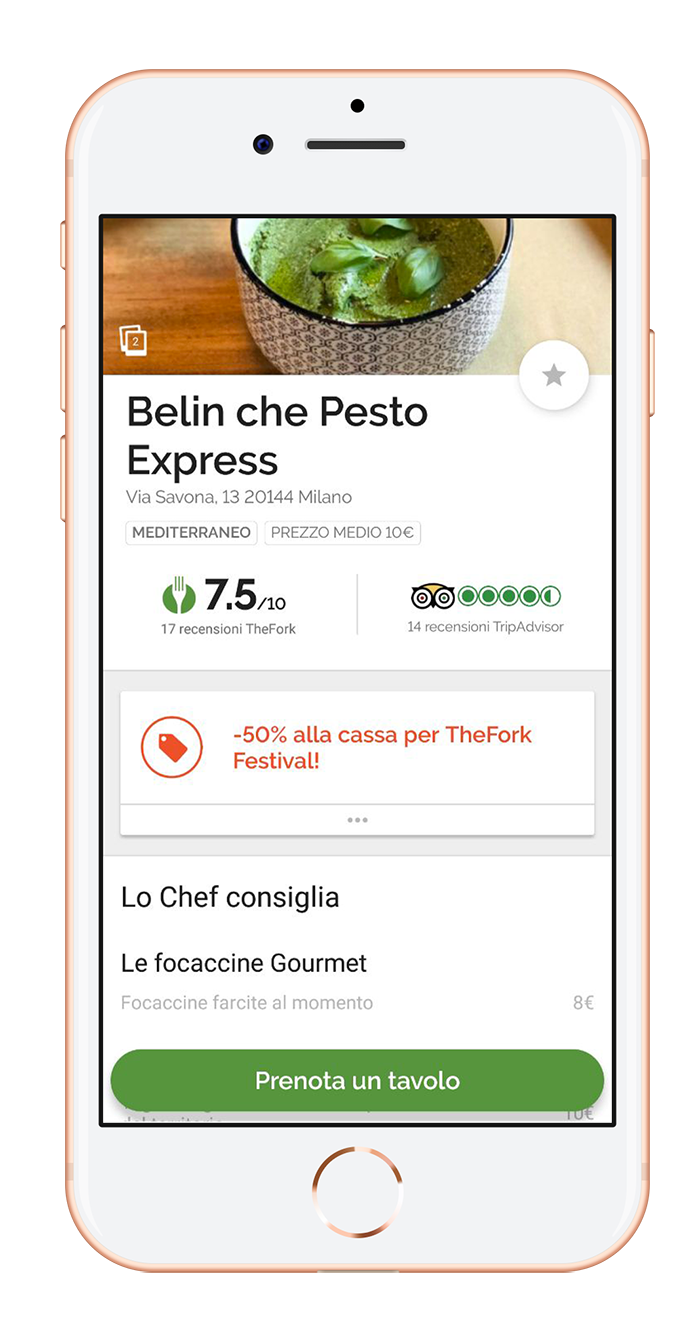 2
Belin che Pesto
Express
Via Savona, 13 20144 Milano
MEDITERRANEO PREZZO MEDIO 10€
7.5/10
17 recensioni TheFork
14 recensioni TripAdvisor
-50% alla cassa per TheFork
Festival!
Lo Chef consiglia
Le focaccine Gourmet
Focaccine farcite al momento 8€
Prenota un tavolo
10€